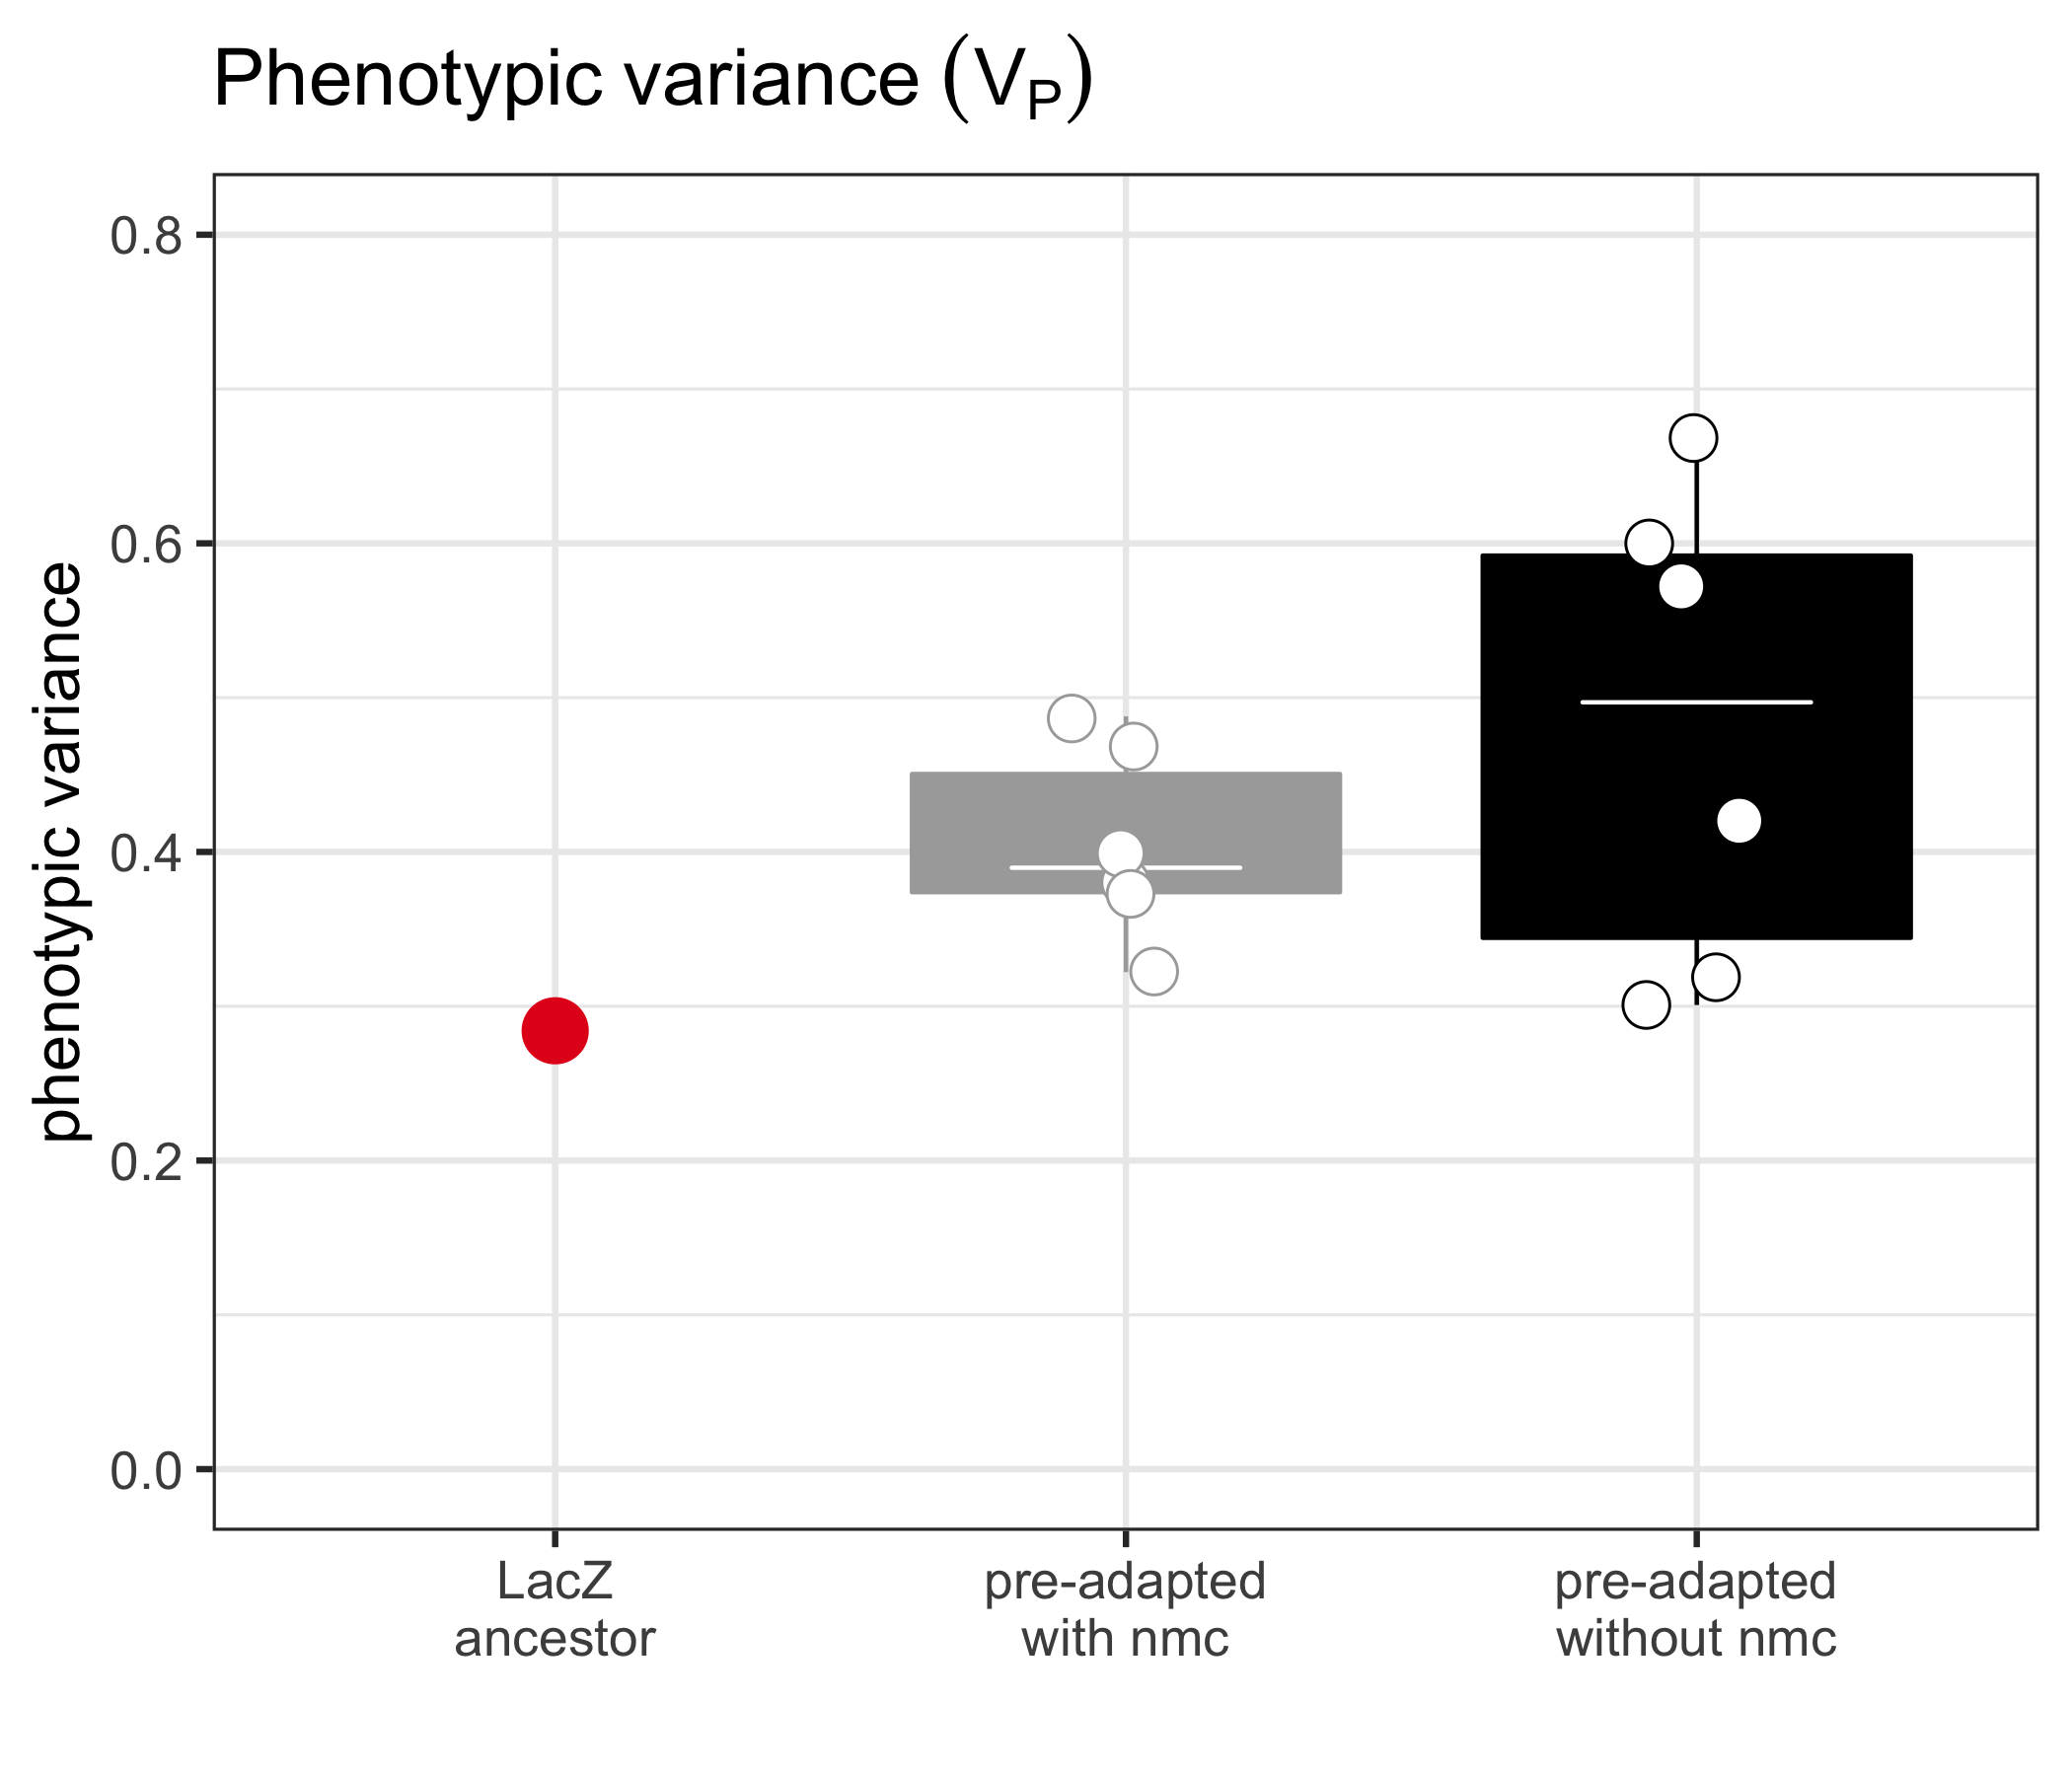 Phenotypic variance (VP)
phenotypic variance
0.8
0.6
0.4
0.2
0.0
LacZ
ancestor
pre-adapted
with nmc
pre-adapted
without nmc